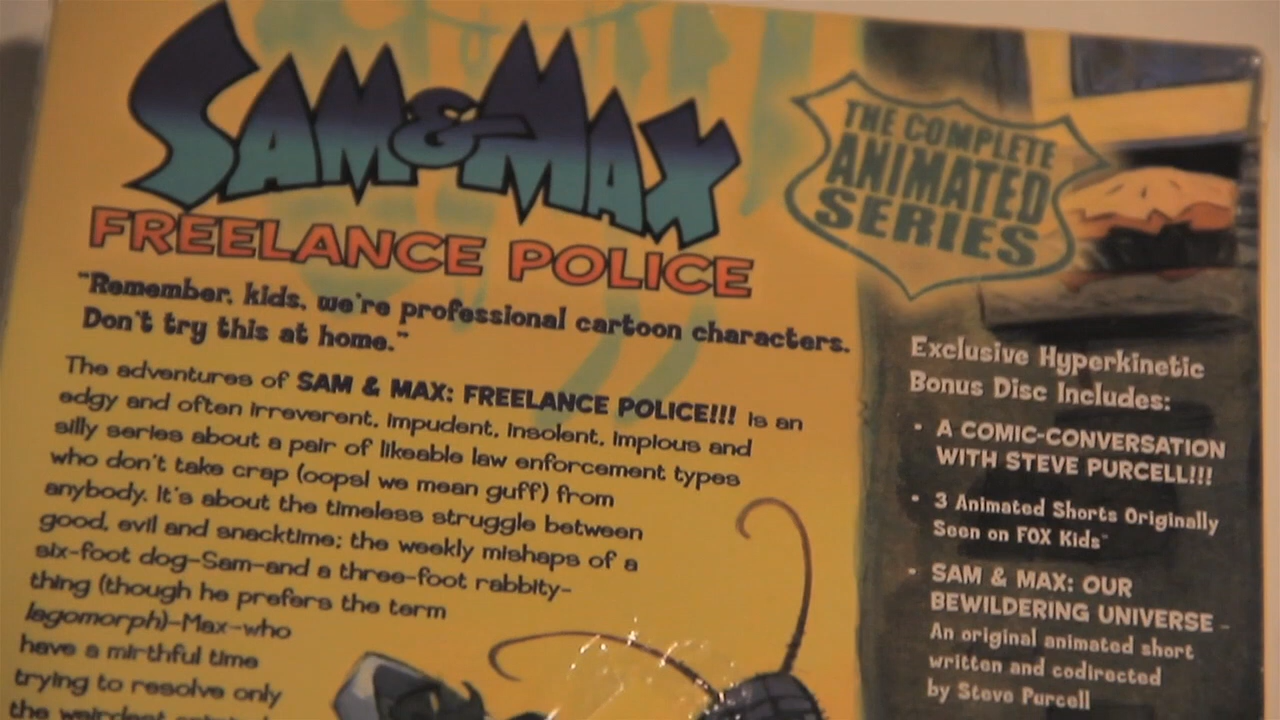 SAM & MAX
FREELANCE POLICE
"Remember, kids, we're professional cartoon characters.
Don't try this at home."
The adventures of SAM & MAX: FREELANCE POLICE!!! is an
edgy and often irreverent, impudent, insolent, impious and
silly series about a pair of likeable law enforcement types
who don't take crap (oops! we mean guff) from
anybody. It's about the timeless struggle between
good, evil and snacktime; the weekly mishaps of a
six-foot dog-Sam-and a three-foot rabbity-
thing (though he prefers the term
lagomorph)-Max-who
have a mirthful time
trying to resolve only
the weirdest
THE COMPLETE
ANIMATED
SERIES
Exclusive Hyperkinetic
Bonus Disc Includes:
• A COMIC-CONVERSATION
WITH STEVE PURCELL!!!
• 3 Animated Shorts Originally
Seen on FOX Kids™
• SAM & MAX: OUR
BEWILDERING UNIVERSE -
An original animated short
written and codirected
by Steve Purcell